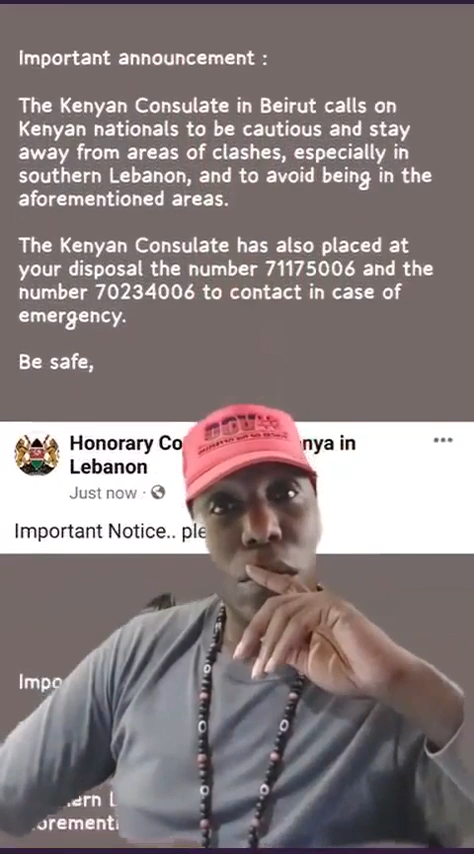 Important announcement :
The Kenyan Consulate in Beirut calls on
Kenyan nationals to be cautious and stay
away from areas of clashes, especially in
southern Lebanon, and to avoid being in the
aforementioned areas.
The Kenyan Consulate has also placed at
your disposal the number 71175006 and the
number 70234006 to contact in case of
emergency.
Be safe,
Honorary Co nya in
Lebanon
Just now ·
Important Notice.. ple
Impo
ern L
orementi